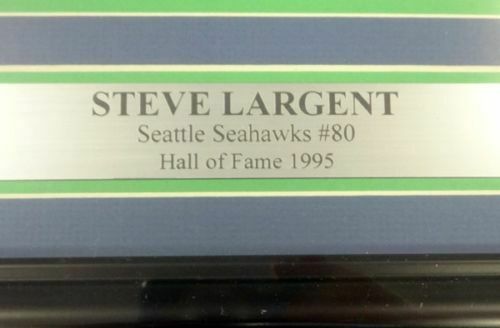 STEVE LARGENT
Seattle Seahawks #80
Hall of Fame 1995